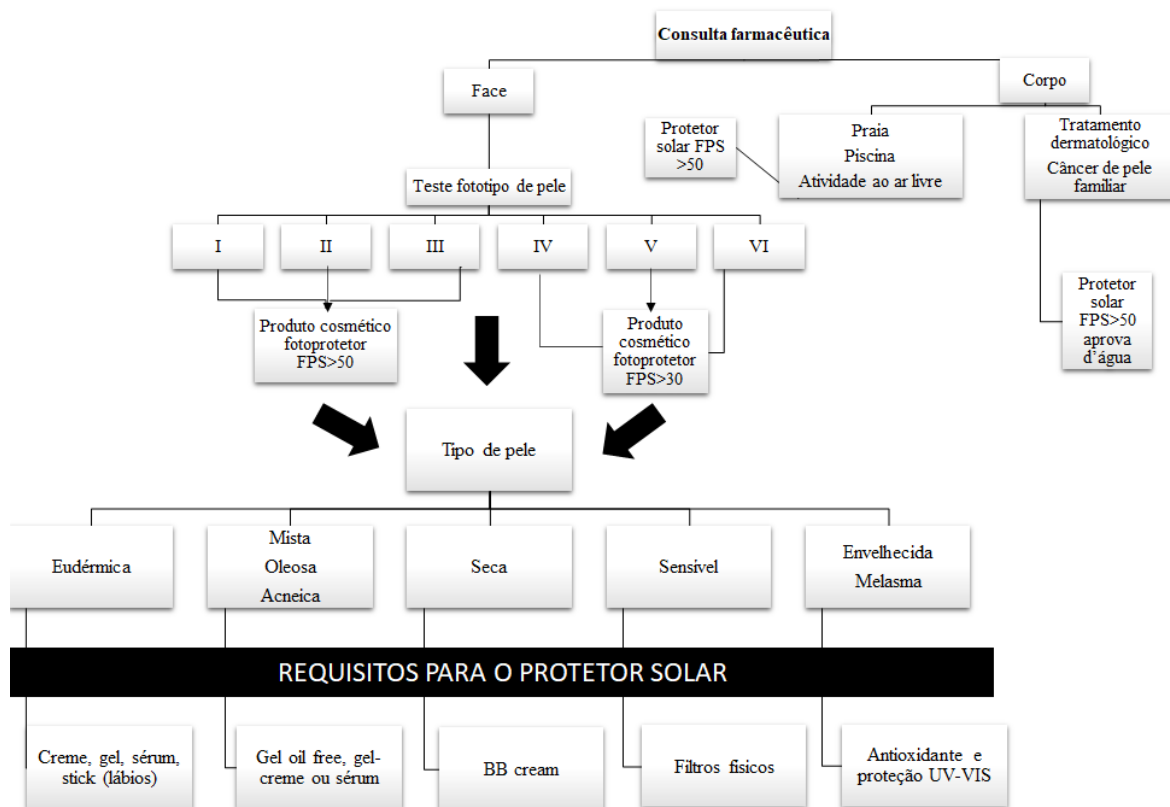 Consulta farmacêutica
Face
Corpo
Protetor
solar FPS
>50
Praia
Piscina
Atividade ao ar livre
Tratamento
dermatológico
Câncer de pele
familiar
Teste fototipo de pele
I
II
III
IV
V
VI
Produto cosmético
fotoprotetor
FPS>50
Produto
cosmético
fotoprotetor
FPS>30
Protetor
solar
FPS>50
aprova
d’água
Tipo de pele
Eudérmica
Mista
Oleosa
Acneica
Seca
Sensível
Envelhecida
Melasma
REQUISITOS PARA O PROTETOR SOLAR
Creme, gel, sérum,
stick (lábios)
Gel oil free, gel-
creme ou sérum
BB cream
Filtros físicos
Antioxidante e
proteção UV-VIS